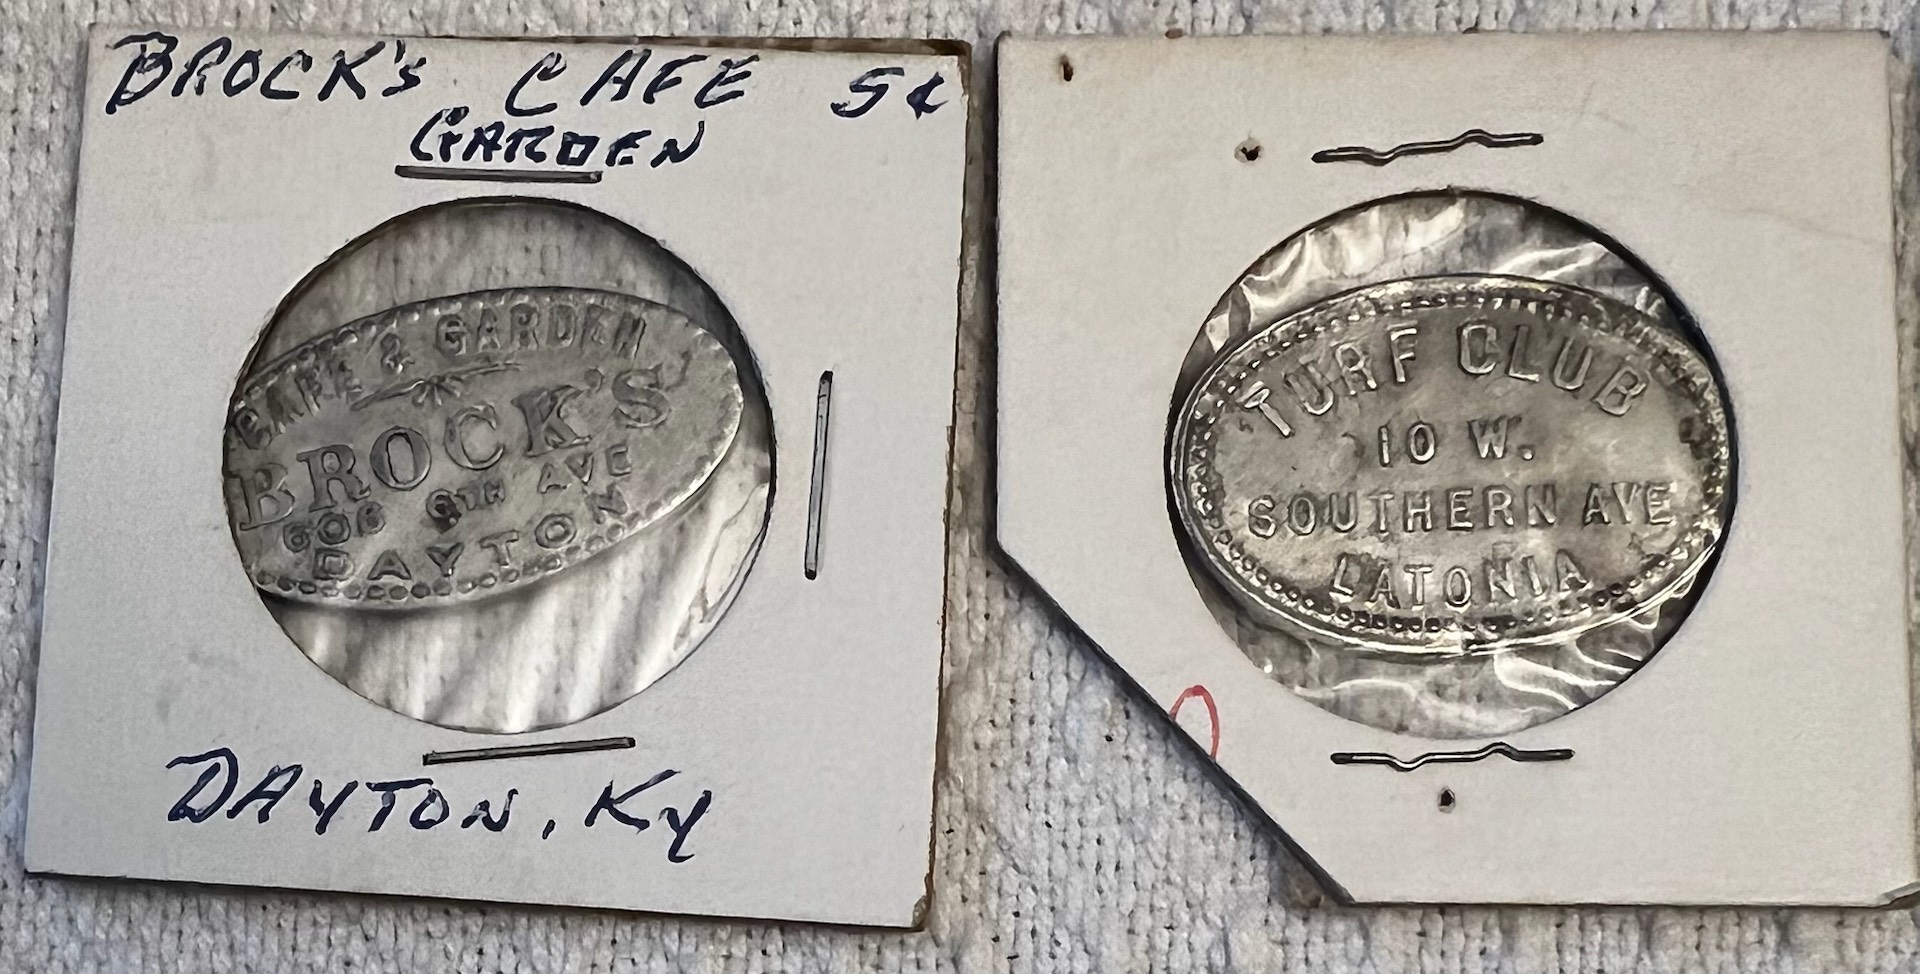 BROCK'S CAFE 5¢
GARDEN
CAFE & GARDEN
BROCK'S
606 6TH AVE
DAYTON
DAYTON, KY
TURF CLUB
10 W.
SOUTHERN AVE
LATONIA